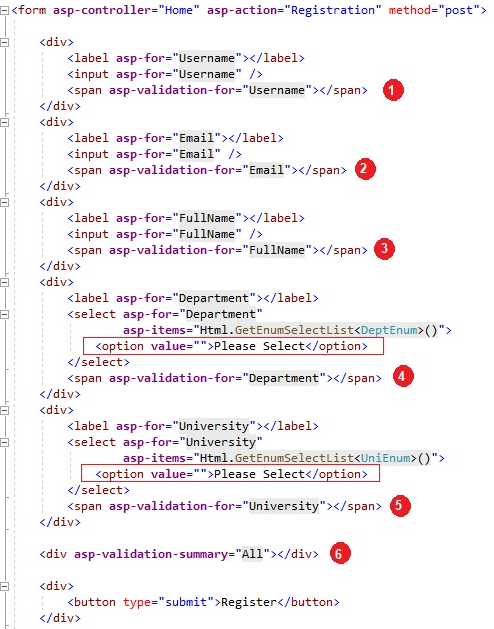 <form asp-controller="Home" asp-action="Registration" method="post">
<div>
<label asp-for="Username"></label>
<input asp-for="Username" />
<span asp-validation-for="Username"></span> 1
</div>
<div>
<label asp-for="Email"></label>
<input asp-for="Email" />
<span asp-validation-for="Email"></span> 2
</div>
<div>
<label asp-for="FullName"></label>
<input asp-for="FullName" />
<span asp-validation-for="FullName"></span> 3
</div>
<div>
<label asp-for="Department"></label>
<select asp-for="Department"
asp-items="Html.GetEnumSelectList<DeptEnum>()">
<option value="">Please Select</option>
</select>
<span asp-validation-for="Department"></span> 4
</div>
<div>
<label asp-for="University"></label>
<select asp-for="University"
asp-items="Html.GetEnumSelectList<UniEnum>()">
<option value="">Please Select</option>
</select>
<span asp-validation-for="University"></span> 5
</div>
<div asp-validation-summary="All"></div> 6
<div>
<button type="submit">Register</button>
</div>